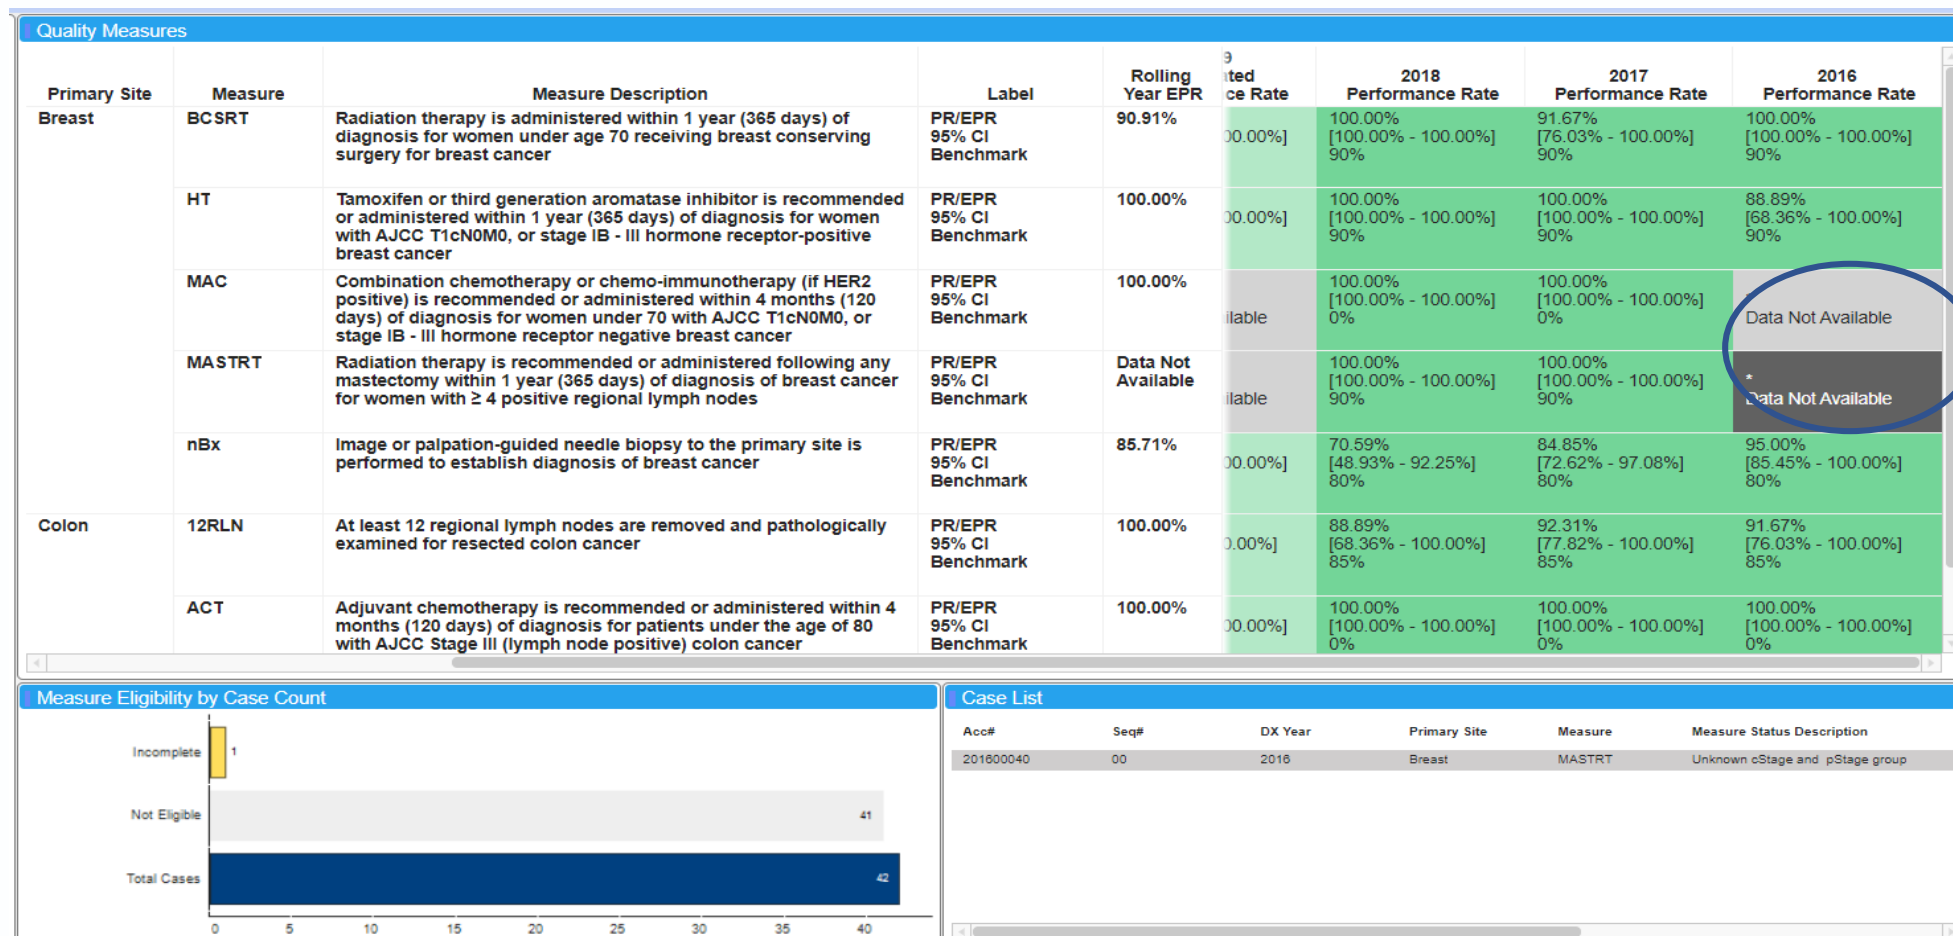 Quality Measures
Primary Site Measure Measure Description Label Rolling Year EPR 9 ted ce Rate 2018 Performance Rate 2017 Performance Rate 2016 Performance Rate
Breast BCSRT Radiation therapy is administered within 1 year (365 days) of PR/EPR 90.91% 100.00% 91.67% 100.00%
diagnosis for women under age 70 receiving breast conserving 95% CI 00.00%] [100.00% - 100.00%] [76.03% - 100.00%] [100.00% - 100.00%]
surgery for breast cancer Benchmark 90% 90% 90%
HT Tamoxifen or third generation aromatase inhibitor is recommended PR/EPR 100.00% 100.00% 100.00% 88.89%
or administered within 1 year (365 days) of diagnosis for women 95% CI 00.00%] [100.00% - 100.00%] [100.00% - 100.00%] [68.36% - 100.00%]
with AJCC T1cN0M0, or stage IB - III hormone receptor-positive Benchmark 90% 90% 90%
breast cancer
MAC Combination chemotherapy or chemo-immunotherapy (if HER2 PR/EPR 100.00% 100.00% 100.00%
positive) is recommended or administered within 4 months (120 95% CI [100.00% - 100.00%] [100.00% - 100.00%]
days) of diagnosis for women under 70 with AJCC T1cN0M0, or Benchmark ilable 0% 0% Data Not Available
stage IB - III hormone receptor negative breast cancer
MASTRT Radiation therapy is recommended or administered following any PR/EPR Data Not 100.00% 100.00%
mastectomy within 1 year (365 days) of diagnosis of breast cancer 95% CI Available [100.00% - 100.00%] [100.00% - 100.00%] *
for women with ≥ 4 positive regional lymph nodes Benchmark ilable 90% 90% Data Not Available
nBx Image or palpation-guided needle biopsy to the primary site is PR/EPR 85.71% 70.59% 84.85% 95.00%
performed to establish diagnosis of breast cancer 95% CI 00.00%] [48.93% - 92.25%] [72.62% - 97.08%] [85.45% - 100.00%]
Benchmark 80% 80% 80%
Colon 12RLN At least 12 regional lymph nodes are removed and pathologically PR/EPR 100.00% 88.89% 92.31% 91.67%
examined for resected colon cancer 95% CI 0.00%] [68.36% - 100.00%] [77.82% - 100.00%] [76.03% - 100.00%]
Benchmark 85% 85% 85%
ACT Adjuvant chemotherapy is recommended or administered within 4 PR/EPR 100.00% 100.00% 100.00% 100.00%
months (120 days) of diagnosis for patients under the age of 80 95% CI 00.00%] [100.00% - 100.00%] [100.00% - 100.00%] [100.00% - 100.00%]
with AJCC Stage III (lymph node positive) colon cancer Benchmark 0% 0% 0%
Measure Eligibility by Case Count
Incomplete 1
Not Eligible 41
Total Cases 42
0 5 10 15 20 25 30 35 40
Case List
Acc# Seq# DX Year Primary Site Measure Measure Status Description
201600040 00 2016 Breast MASTRT Unknown cStage and pStage group